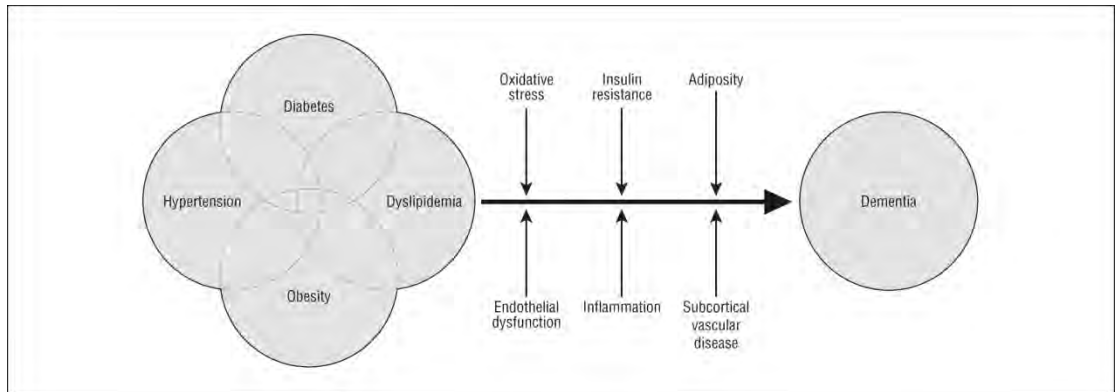 Diabetes
Hypertension
Dyslipidemia
Obesity
Oxidative
stress
Insulin
resistance
Adiposity
Endothelial
dysfunction
Inflammation
Subcortical
vascular
disease
Dementia